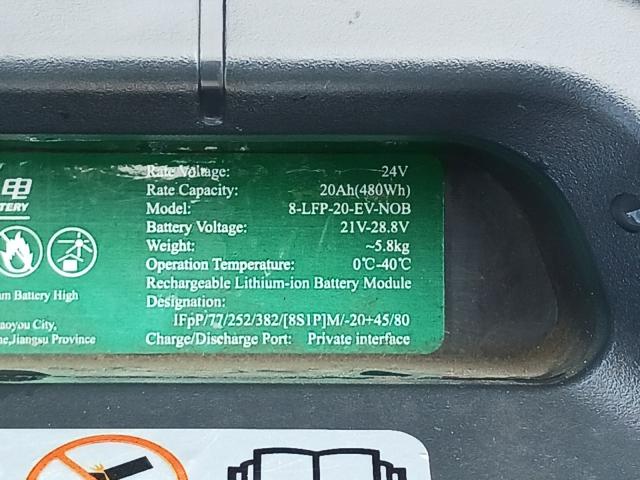 电
TERY
Rate Voltage: 24V
Rate Capacity: 20Ah(480Wh)
Model: 8-LFP-20-EV-NOB
Battery Voltage: 21V-28.8V
Weight: ~5.8kg
Operation Temperature: 0℃-40℃
Rechargeable Lithium-ion Battery Module
Designation:
IFpP/77/252/382/[8S1P]M/-20+45/80
Charge/Discharge Port: Private interface
um Battery High
aoyou City,
ne,Jiangsu Province